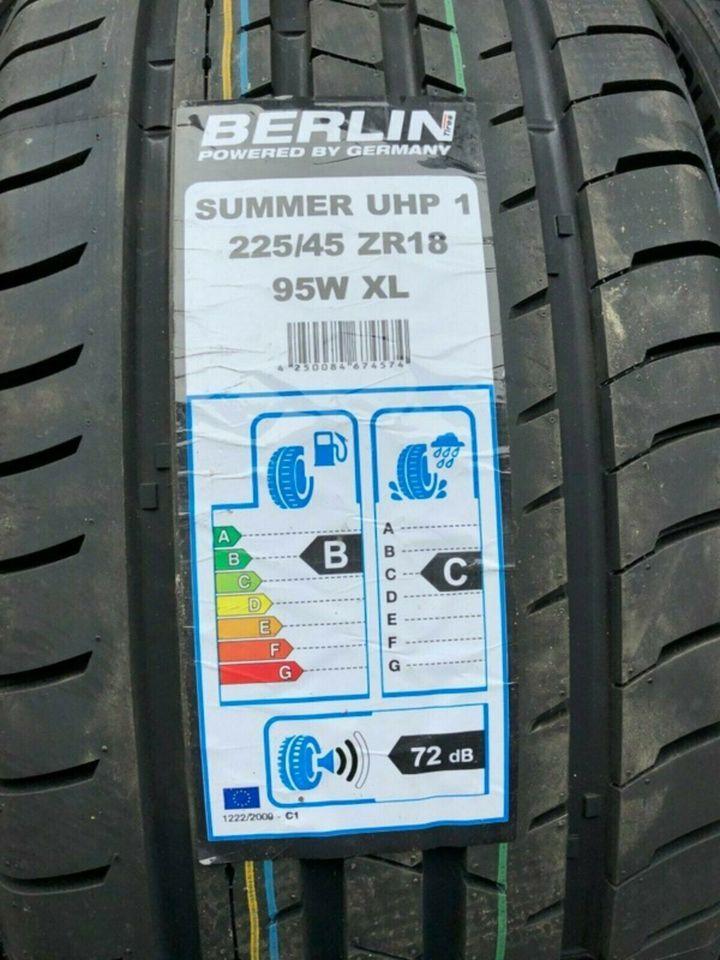 BERLIN Tires
POWERED BY GERMANY
SUMMER UHP 1
225/45 ZR18
95W XL
4 250084 674574
A
B
C
D
E
F
G
B
A
B
C
D
E
F
G
C
72 dB
1222/2009 - C1